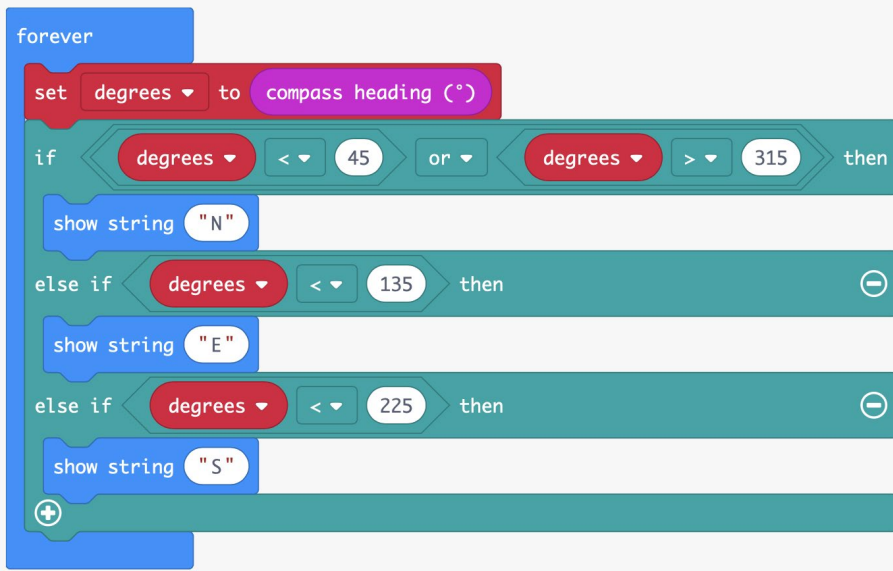 forever
set degrees to compass heading (°)
if degrees < 45 or degrees > 315 then
show string "N"
else if degrees < 135 then
show string "E"
else if degrees < 225 then
show string "S"